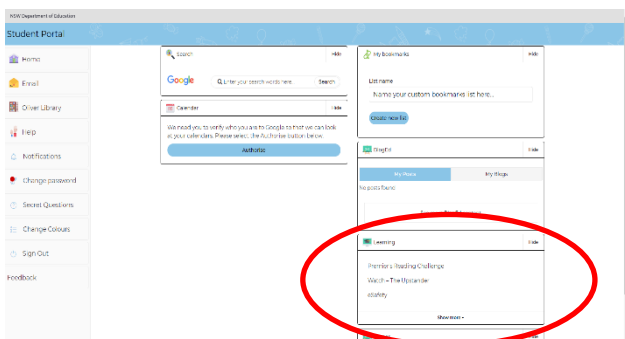 NSW Department of Education
Student Portal
Home
Email
Oliver Library
Help
Notifications
Change password
Secret Questions
Change Colours
Sign Out
Feedback
Search
Hide
Google
Enter your search words here...
Search
Calendar
Hide
We need you to verify who you are to Google so that we can look
at your calendars. Please select the Authorise button below.
Authorise
My Bookmarks
Hide
List name
Name your custom bookmarks list here...
Create new list
BlogEd
Hide
My Posts
My Blogs
No posts found
Learning
Hide
Premier's Reading Challenge
Watch - The Upstander
eSafety
Show more